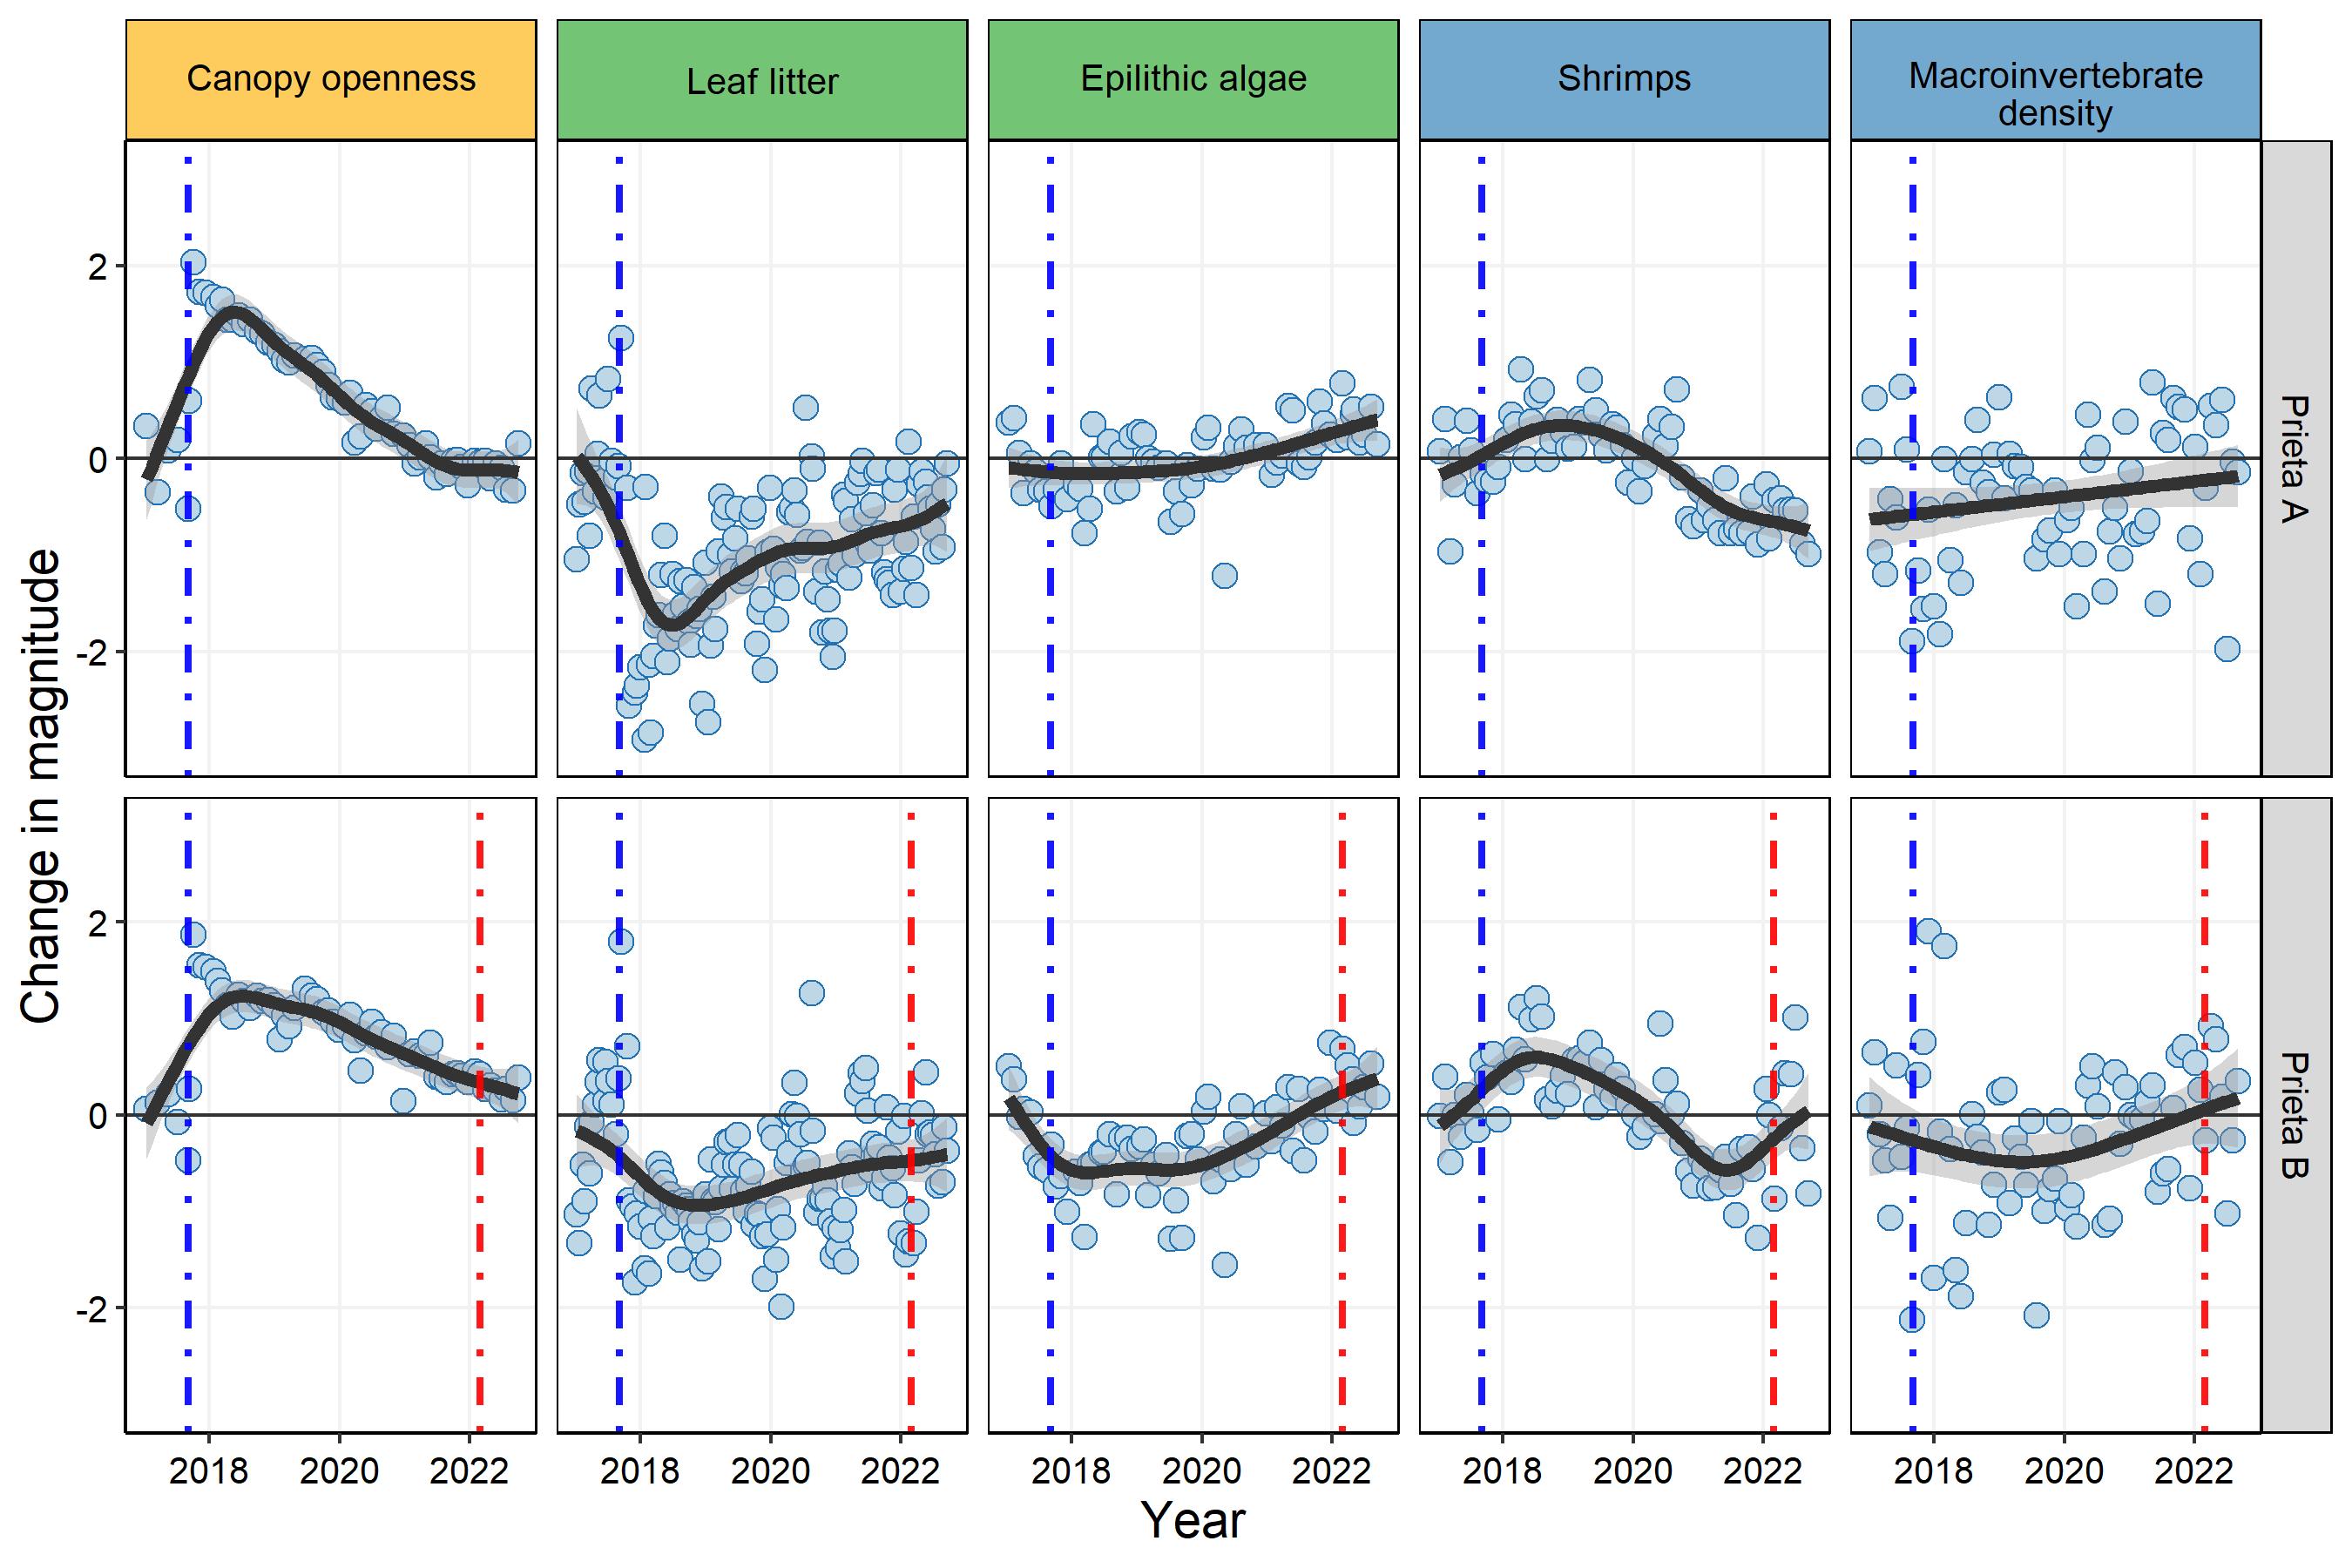 Canopy openness
Leaf litter
Epilithic algae
Shrimps
Macroinvertebrate
density
Change in magnitude
2
0
-2
Prieta A
2
0
-2
Prieta B
2018 2020 2022
2018 2020 2022
2018 2020 2022
2018 2020 2022
2018 2020 2022
Year